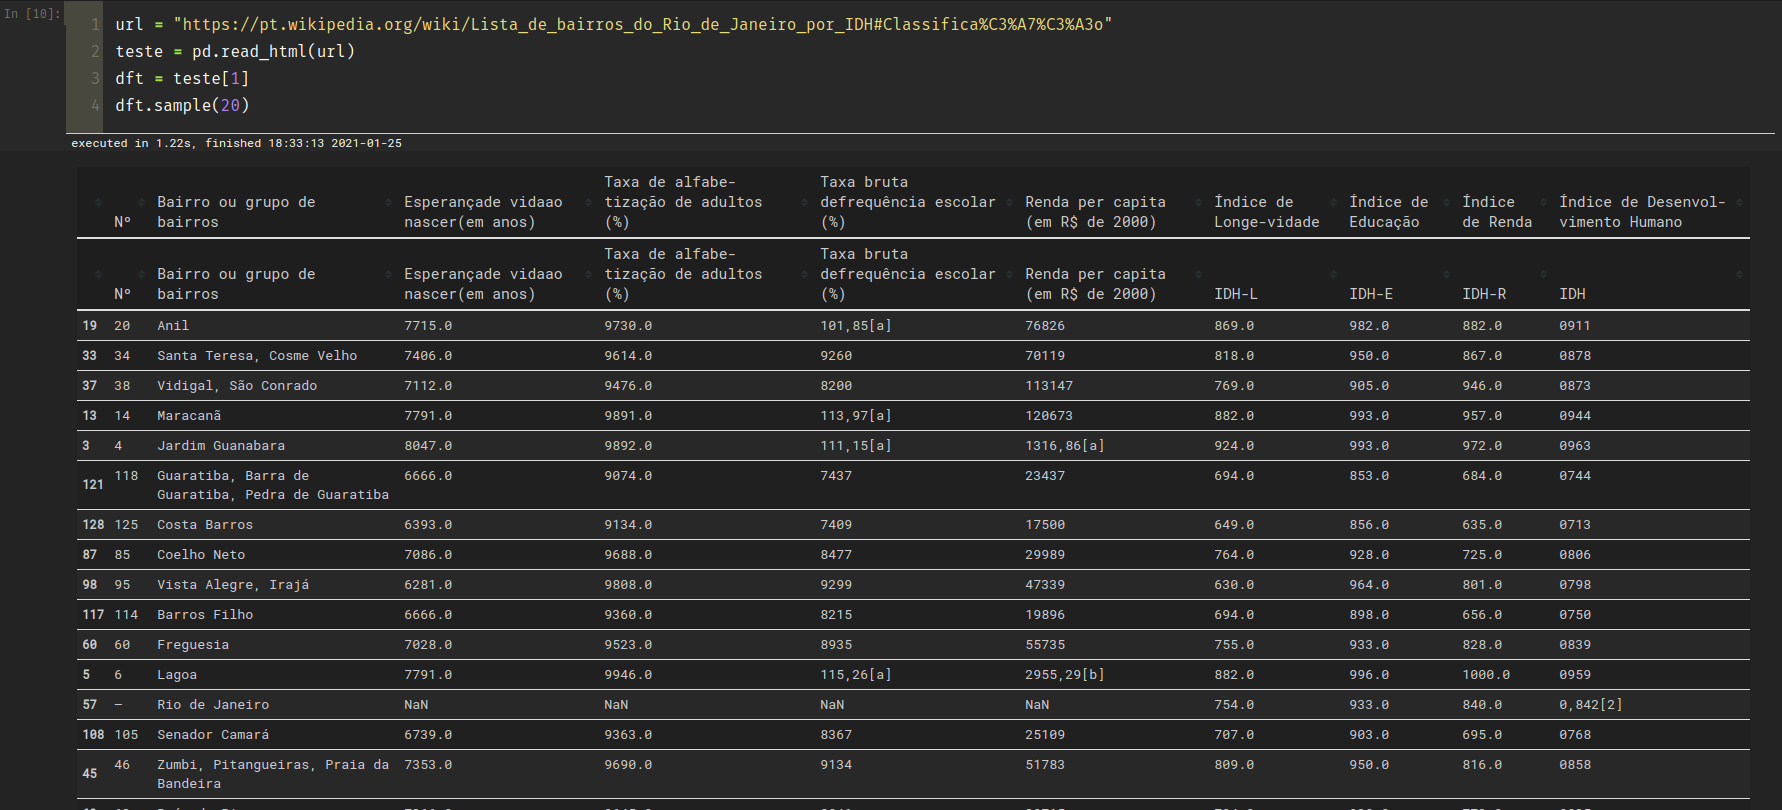 In [10]:
1 url = "https://pt.wikipedia.org/wiki/Lista_de_bairros_do_Rio_de_Janeiro_por_IDH#Classifica%C3%A7%C3%A3o"
2 teste = pd.read_html(url)
3 dft = teste[1]
4 dft.sample(20)
executed in 1.22s, finished 18:33:13 2021-01-25
Taxa de alfabe- Taxa bruta
Bairro ou grupo de Esperançade vidaao tização de adultos defrequência escolar Renda per capita Índice de Índice de Índice Índice de Desenvol-
Nº bairros nascer(em anos) (%) (%) (em R$ de 2000) Longe-vidade Educação de Renda vimento Humano
Taxa de alfabe- Taxa bruta
Bairro ou grupo de Esperançade vidaao tização de adultos defrequência escolar Renda per capita
Nº bairros nascer(em anos) (%) (%) (em R$ de 2000) IDH-L IDH-E IDH-R IDH
19 20 Anil 7715.0 9730.0 101,85[a] 76826 869.0 982.0 882.0 0911
33 34 Santa Teresa, Cosme Velho 7406.0 9614.0 9260 70119 818.0 950.0 867.0 0878
37 38 Vidigal, São Conrado 7112.0 9476.0 8200 113147 769.0 905.0 946.0 0873
13 14 Maracanã 7791.0 9891.0 113,97[a] 120673 882.0 993.0 957.0 0944
3 4 Jardim Guanabara 8047.0 9892.0 111,15[a] 1316,86[a] 924.0 993.0 972.0 0963
121 118 Guaratiba, Barra de 6666.0 9074.0 7437 23437 694.0 853.0 684.0 0744
Guaratiba, Pedra de Guaratiba
128 125 Costa Barros 6393.0 9134.0 7409 17500 649.0 856.0 635.0 0713
87 85 Coelho Neto 7086.0 9688.0 8477 29989 764.0 928.0 725.0 0806
98 95 Vista Alegre, Irajá 6281.0 9808.0 9299 47339 630.0 964.0 801.0 0798
117 114 Barros Filho 6666.0 9360.0 8215 19896 694.0 898.0 656.0 0750
60 60 Freguesia 7028.0 9523.0 8935 55735 755.0 933.0 828.0 0839
5 6 Lagoa 7791.0 9946.0 115,26[a] 2955,29[b] 882.0 996.0 1000.0 0959
57 – Rio de Janeiro NaN NaN NaN NaN 754.0 933.0 840.0 0,842[2]
108 105 Senador Camará 6739.0 9363.0 8367 25109 707.0 903.0 695.0 0768
45 46 Zumbi, Pitangueiras, Praia da 7353.0 9690.0 9134 51783 809.0 950.0 816.0 0858
Bandeira